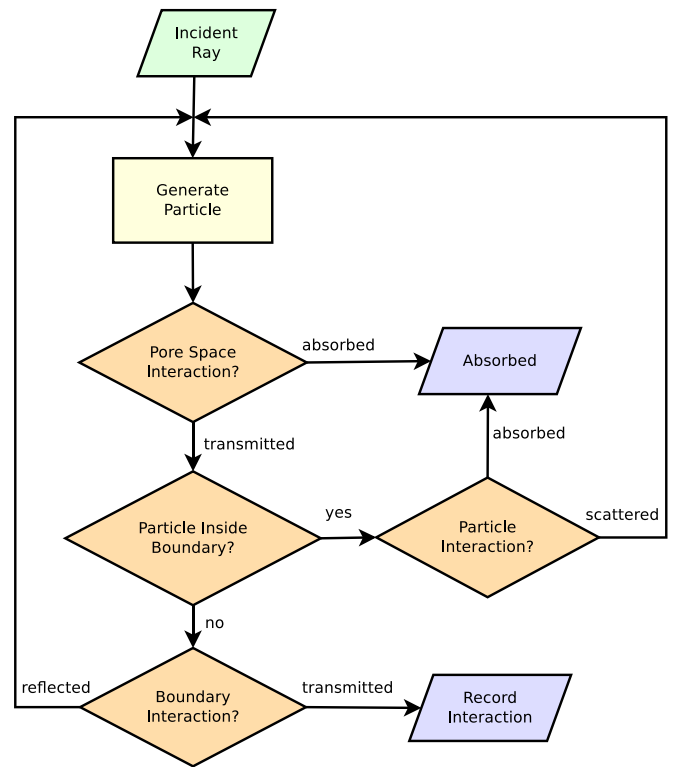 Incident
Ray
Generate
Particle
Pore Space
Interaction?
absorbed
Absorbed
transmitted
absorbed
Particle Inside
Boundary?
yes
Particle
Interaction?
scattered
no
reflected
Boundary
Interaction?
transmitted
Record
Interaction